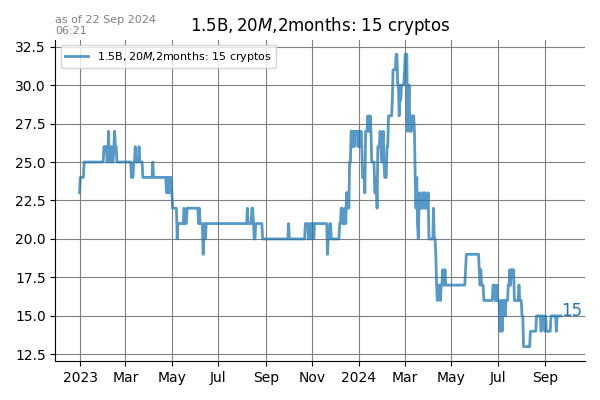 as of 22 Sep 2024
06:21
1.5B, 20M,2months: 15 cryptos
1.5B, 20M,2months: 15 cryptos
32.5
30.0
27.5
25.0
22.5
20.0
17.5
15.0
12.5
15
2023 Mar May Jul Sep Nov 2024 Mar May Jul Sep